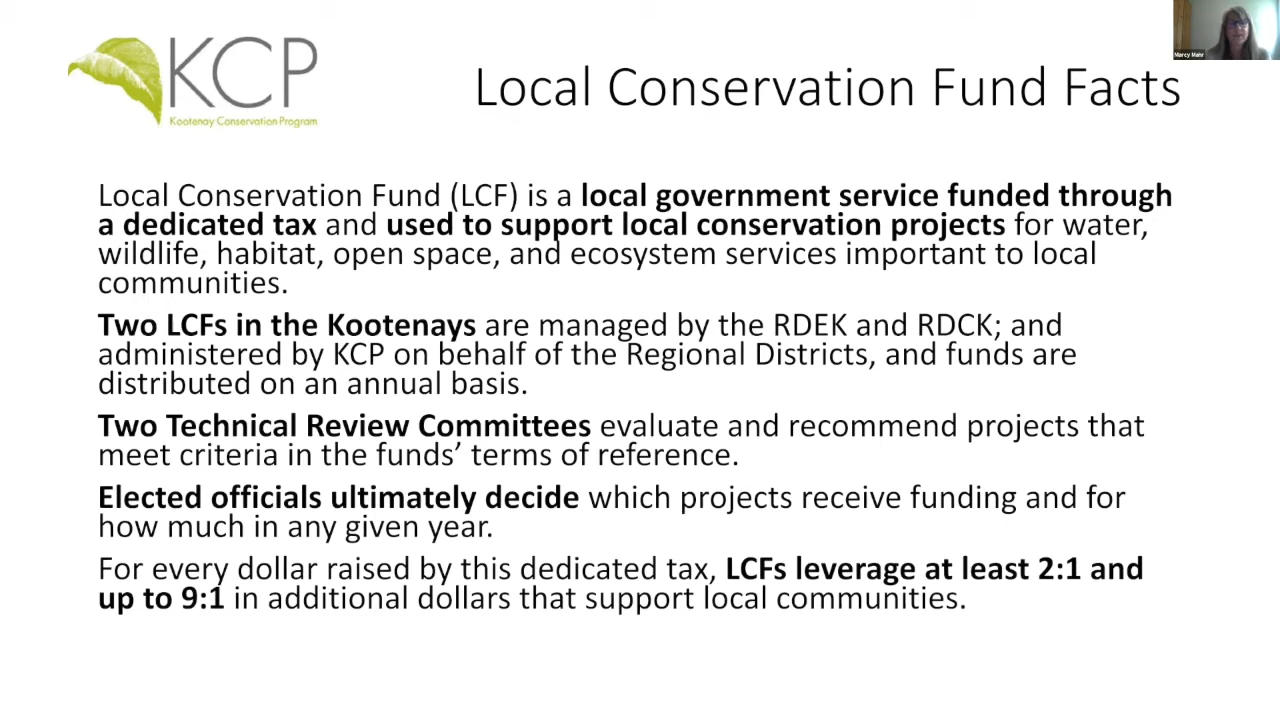 KCP
Kootenay Conservation Program
Local Conservation Fund Facts
Marcy Mahr
Local Conservation Fund (LCF) is a local government service funded through
a dedicated tax and used to support local conservation projects for water,
wildlife, habitat, open space, and ecosystem services important to local
communities.
Two LCFs in the Kootenays are managed by the RDEK and RDCK; and
administered by KCP on behalf of the Regional Districts, and funds are
distributed on an annual basis.
Two Technical Review Committees evaluate and recommend projects that
meet criteria in the funds’ terms of reference.
Elected officials ultimately decide which projects receive funding and for
how much in any given year.
For every dollar raised by this dedicated tax, LCFs leverage at least 2:1 and
up to 9:1 in additional dollars that support local communities.